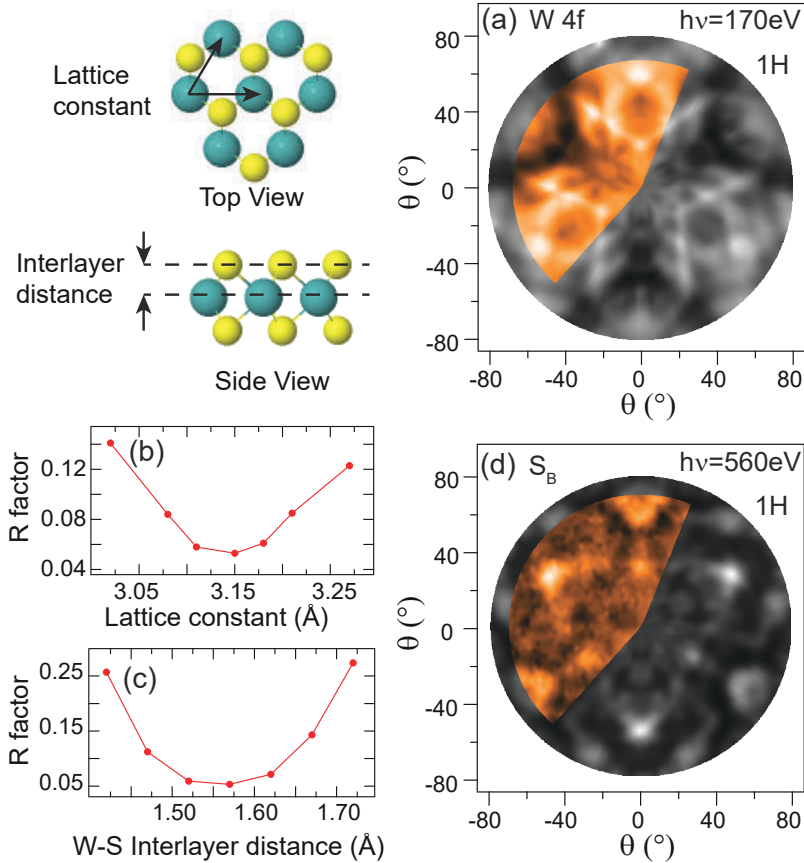 Lattice
constant
Top View
Interlayer
distance
Side View
(a) W 4f hν=170eV
1H
80
40
0
-40
-80
θ (°)
-80 -40 0 40 80
θ (°)
(b)
R factor
0.12
0.08
0.04
3.05 3.15 3.25
Lattice constant (Å)
(c)
R factor
0.25
0.15
0.05
1.50 1.60 1.70
W-S Interlayer distance (Å)
(d) S_B hν=560eV
1H
80
40
0
-40
-80
θ (°)
-80 -40 0 40 80
θ (°)